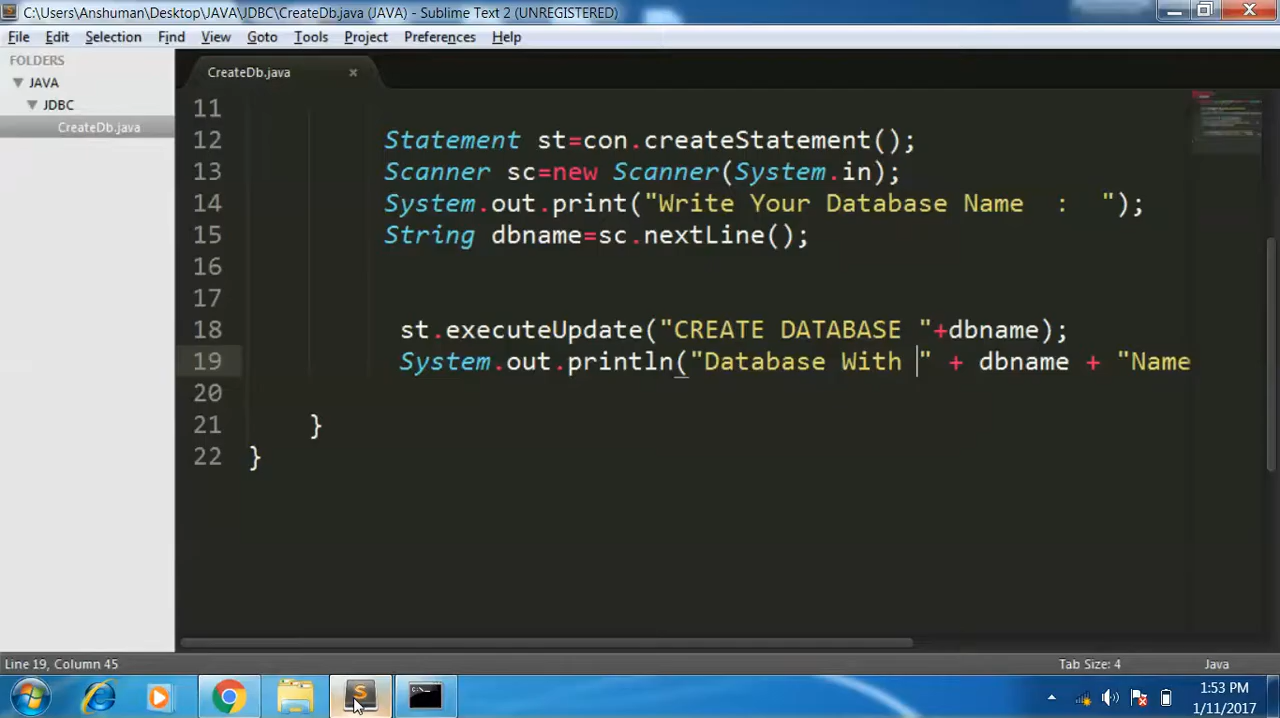 C:\Users\Anshuman\Desktop\JAVA\JDBC\CreateDb.java (JAVA) - Sublime Text 2 (UNREGISTERED)
File Edit Selection Find View Goto Tools Project Preferences Help
FOLDERS
JAVA
JDBC
CreateDb.java
CreateDb.java ×
11
12 Statement st=con.createStatement();
13 Scanner sc=new Scanner(System.in);
14 System.out.print("Write Your Database Name  :  ");
15 String dbname=sc.nextLine();
16
17
18 st.executeUpdate("CREATE DATABASE "+dbname);
19 System.out.println("Database With " + dbname + "Name
20
21 }
22 }
Line 19, Column 45
Tab Size: 4
Java
1:53 PM
1/11/2017